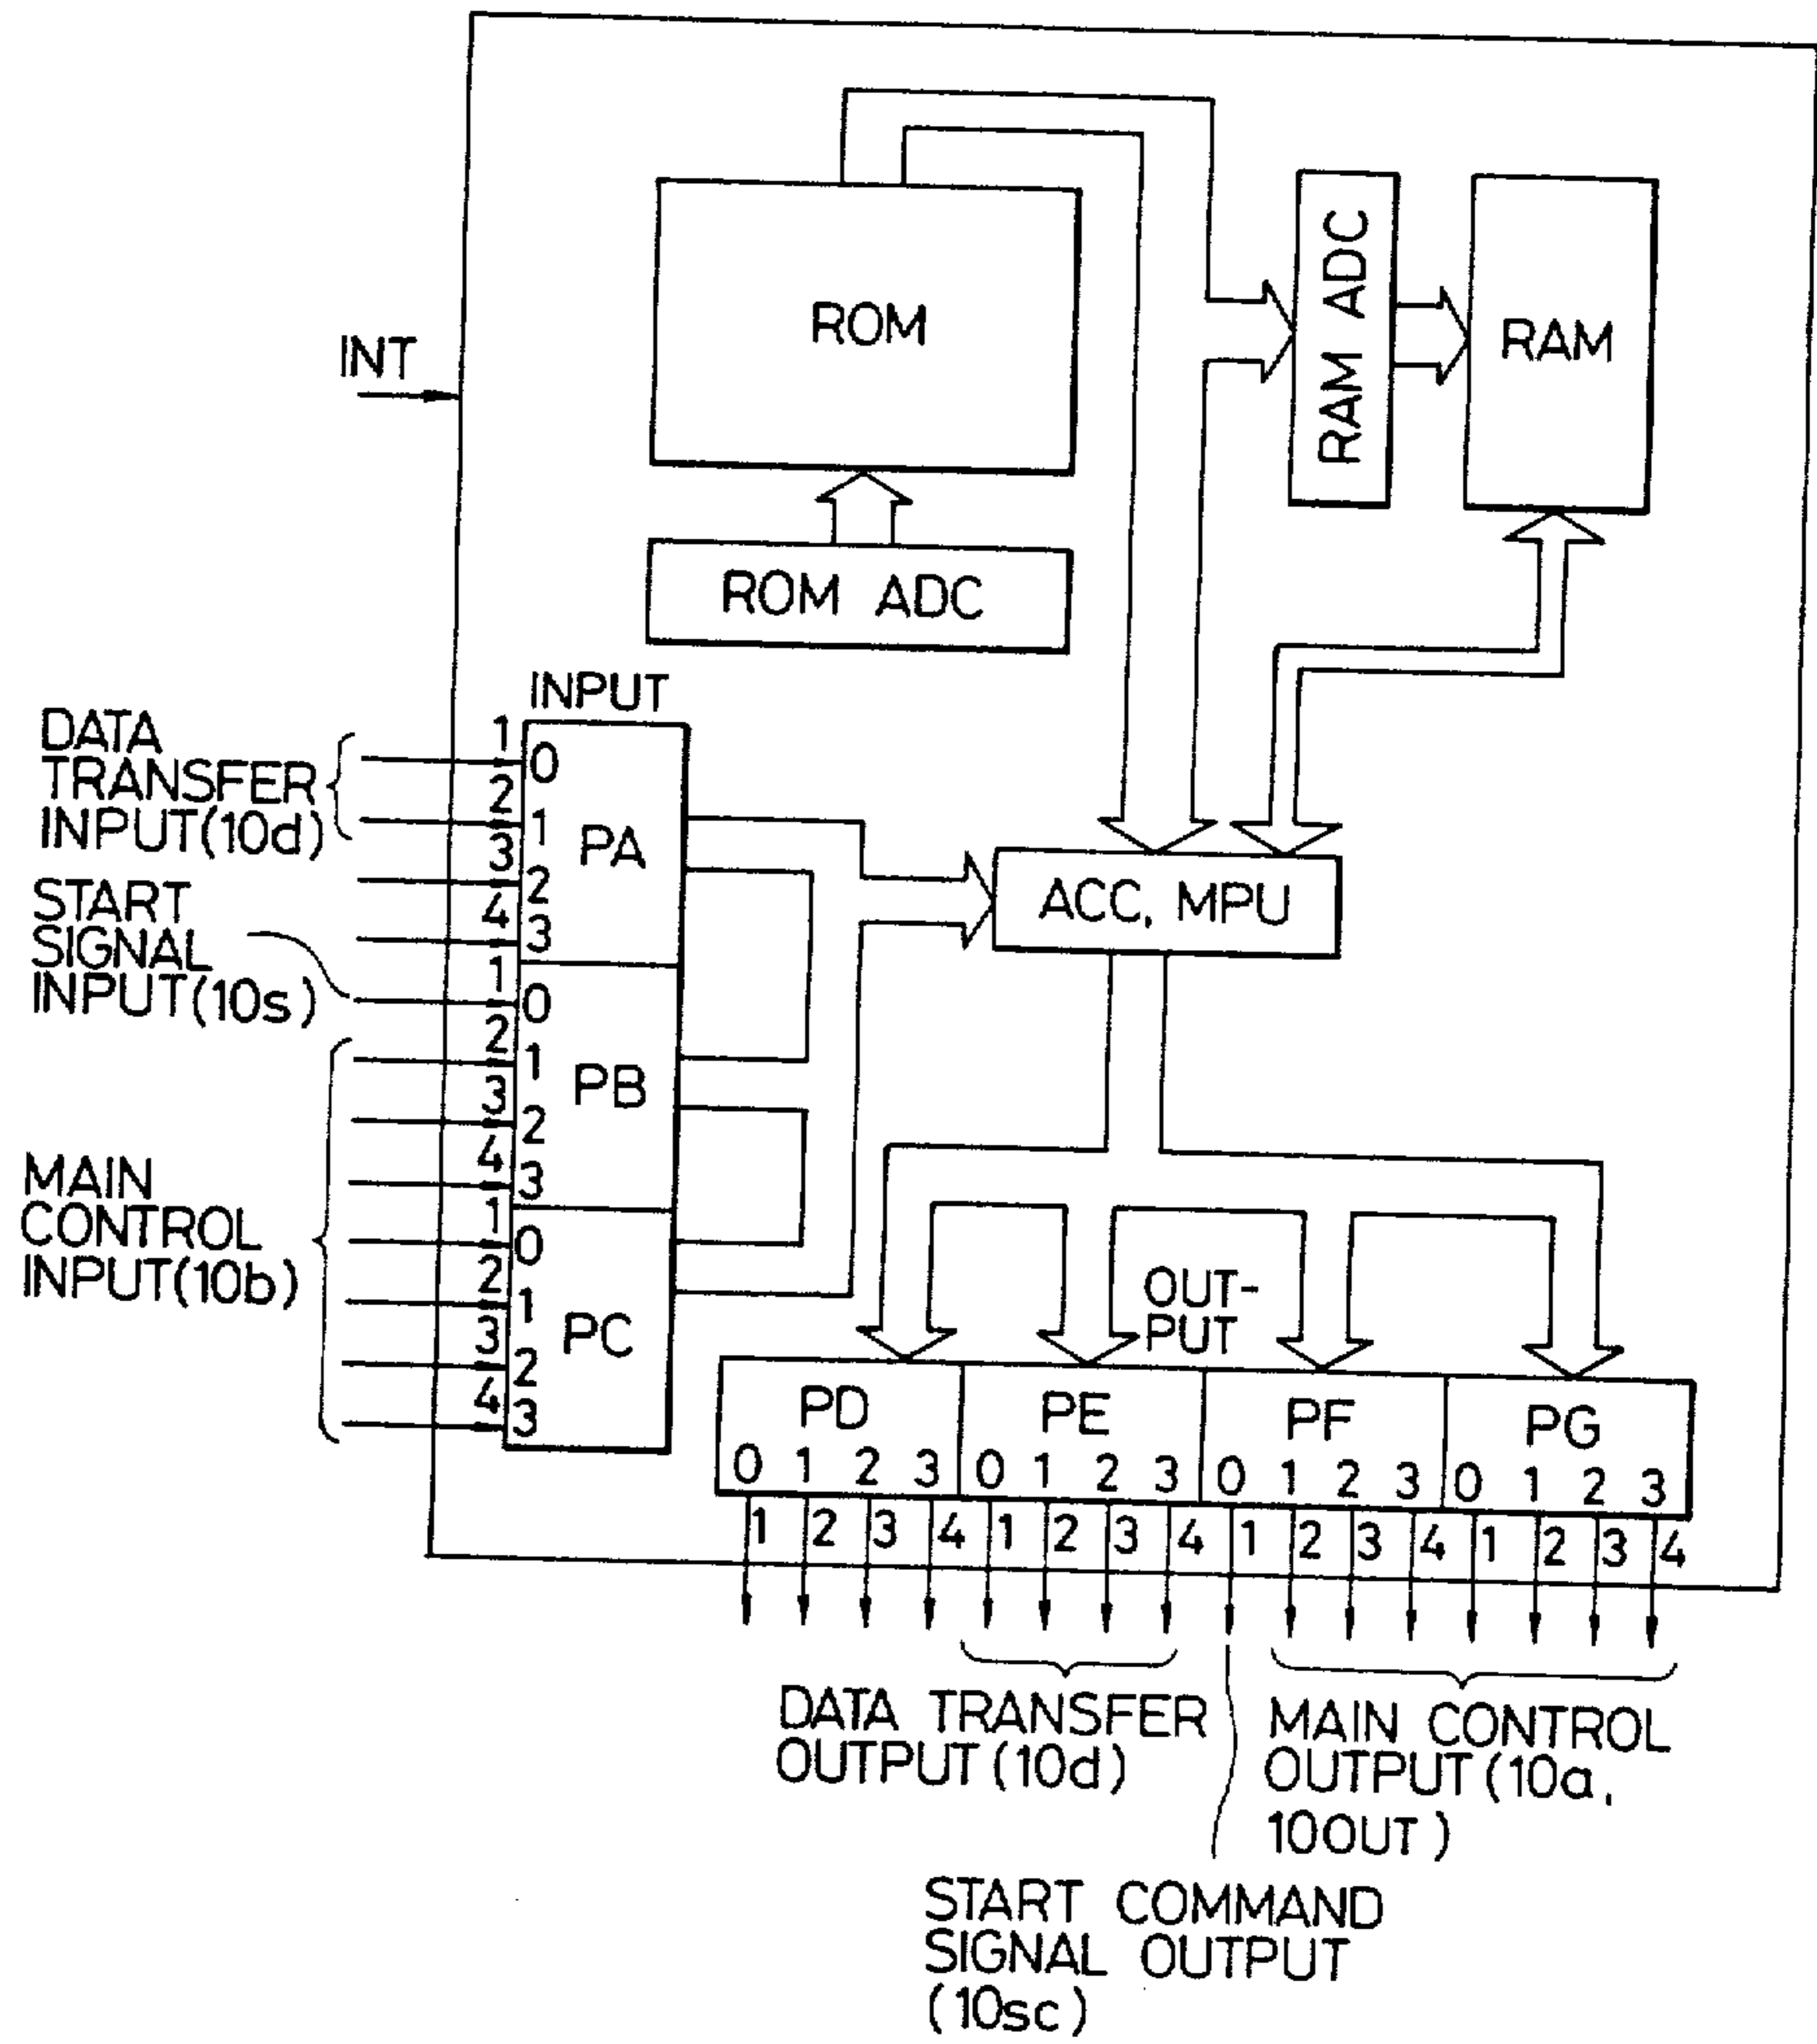 ROM
RAM ADC
RAM
INT
ROM ADC
INPUT
DATA
TRANSFER
INPUT(10d)
START
SIGNAL
INPUT(10s)
MAIN
CONTROL
INPUT(10b)
1 0
2 1
3 2
4 3
PA
1 0
2 1
3 2
4 3
PB
1 0
2 1
3 2
4 3
PC
ACC, MPU
OUT-
PUT
PD PE PF PG
0 1 2 3 0 1 2 3 0 1 2 3 0 1 2 3
1 2 3 4 1 2 3 4 1 2 3 4 1 2 3 4
DATA TRANSFER
OUTPUT(10d)
MAIN CONTROL
OUTPUT(10a,
10OUT)
START COMMAND
SIGNAL OUTPUT
(10sc)